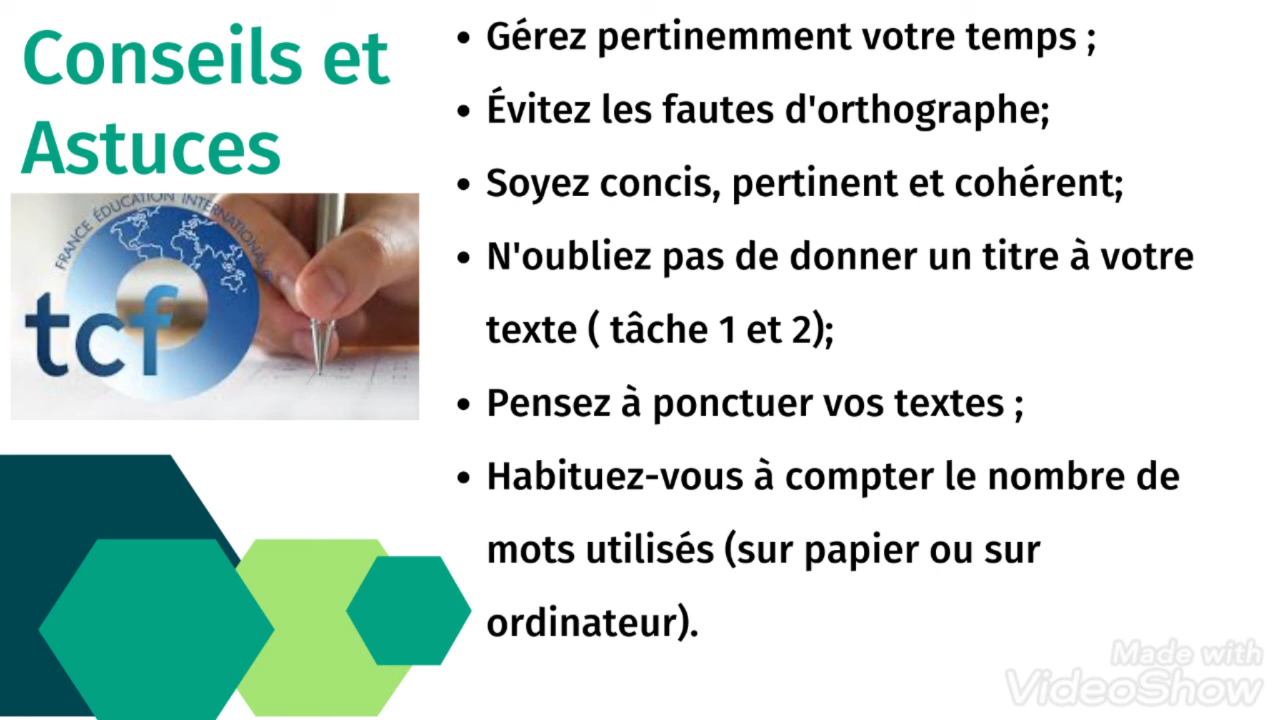 Conseils et
Astuces
FRANCE ÉDUCATION INTERNATIONAL
tcf
• Gérez pertinemment votre temps ;
• Évitez les fautes d'orthographe;
• Soyez concis, pertinent et cohérent;
• N'oubliez pas de donner un titre à votre
texte ( tâche 1 et 2);
• Pensez à ponctuer vos textes ;
• Habituez-vous à compter le nombre de
mots utilisés (sur papier ou sur
ordinateur).
Made with
VideoShow